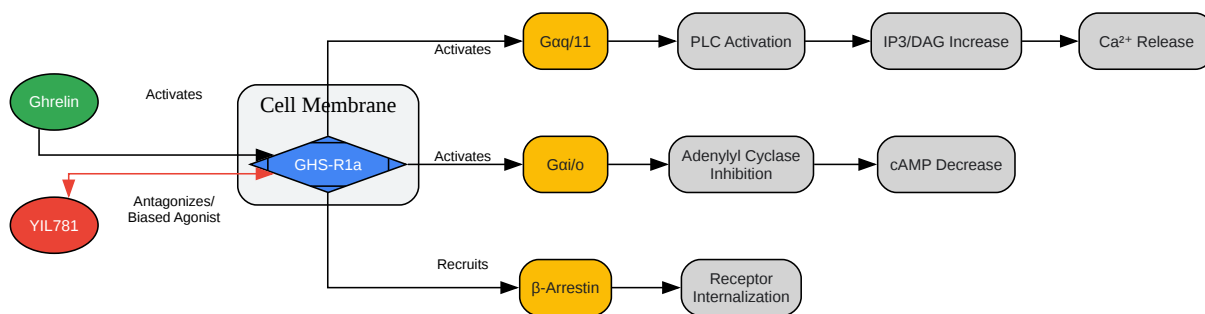 Activates
Gαq/11
PLC Activation
IP3/DAG Increase
Ca²⁺ Release
Ghrelin
Activates
Cell Membrane
GHS-R1a
Activates
Gαi/o
Adenylyl Cyclase
Inhibition
cAMP Decrease
YIL781
Antagonizes/
Biased Agonist
Recruits
β-Arrestin
Receptor
Internalization